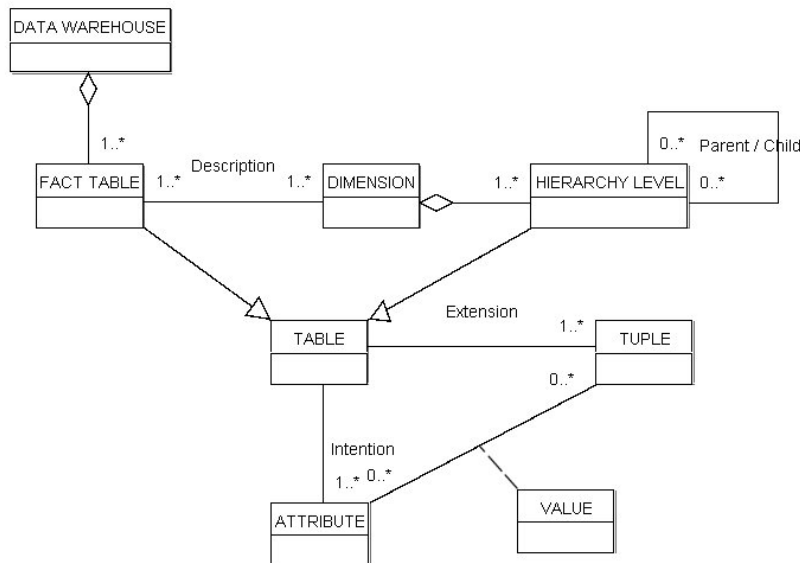 DATA WAREHOUSE
1..*
Description
0..*
Parent / Child
FACT TABLE
1..*
1..*
DIMENSION
1..*
HIERARCHY LEVEL
0..*
Extension
1..*
TABLE
TUPLE
0..*
Intention
1..*
0..*
ATTRIBUTE
VALUE